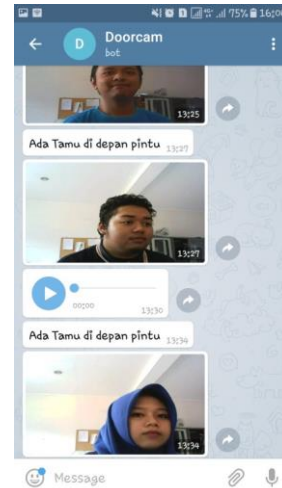 75% 16:00
D Doorcam
bot
13:25
Ada Tamu di depan pintu 13:27
13:27
00:00 13:30
Ada Tamu di depan pintu 13:34
13:34
Message